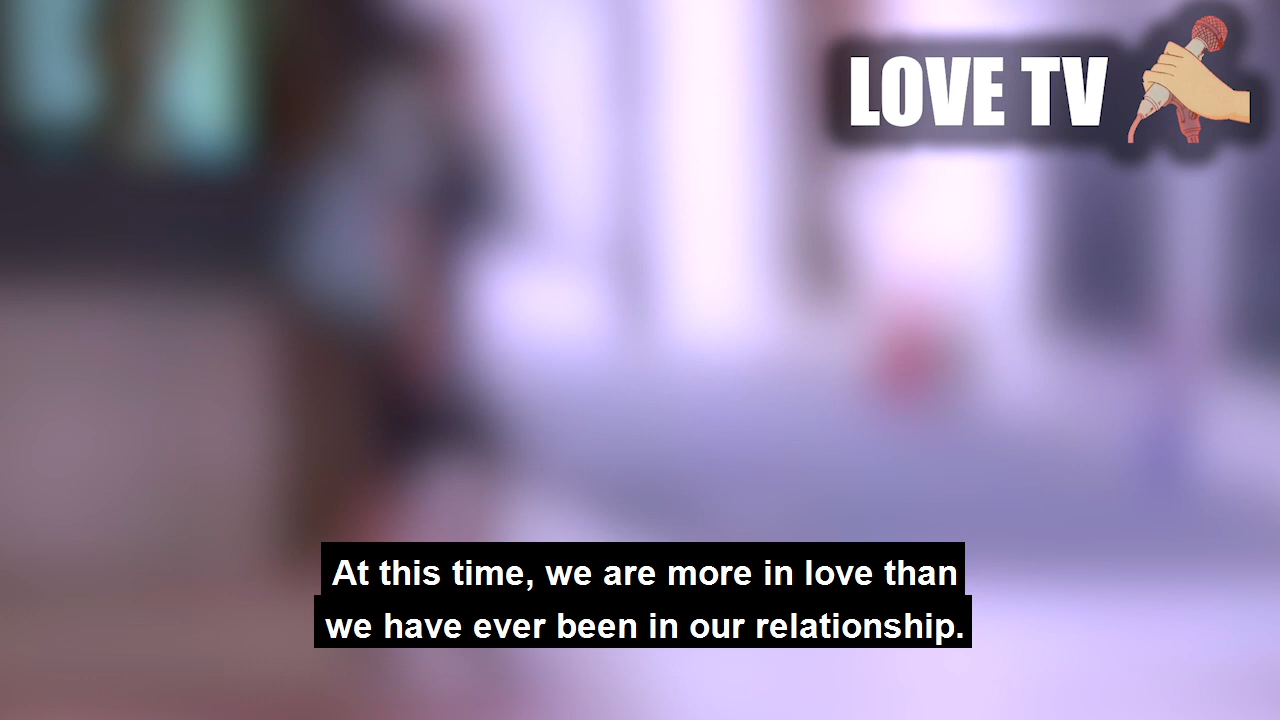 LOVE TV
At this time, we are more in love than
we have ever been in our relationship.